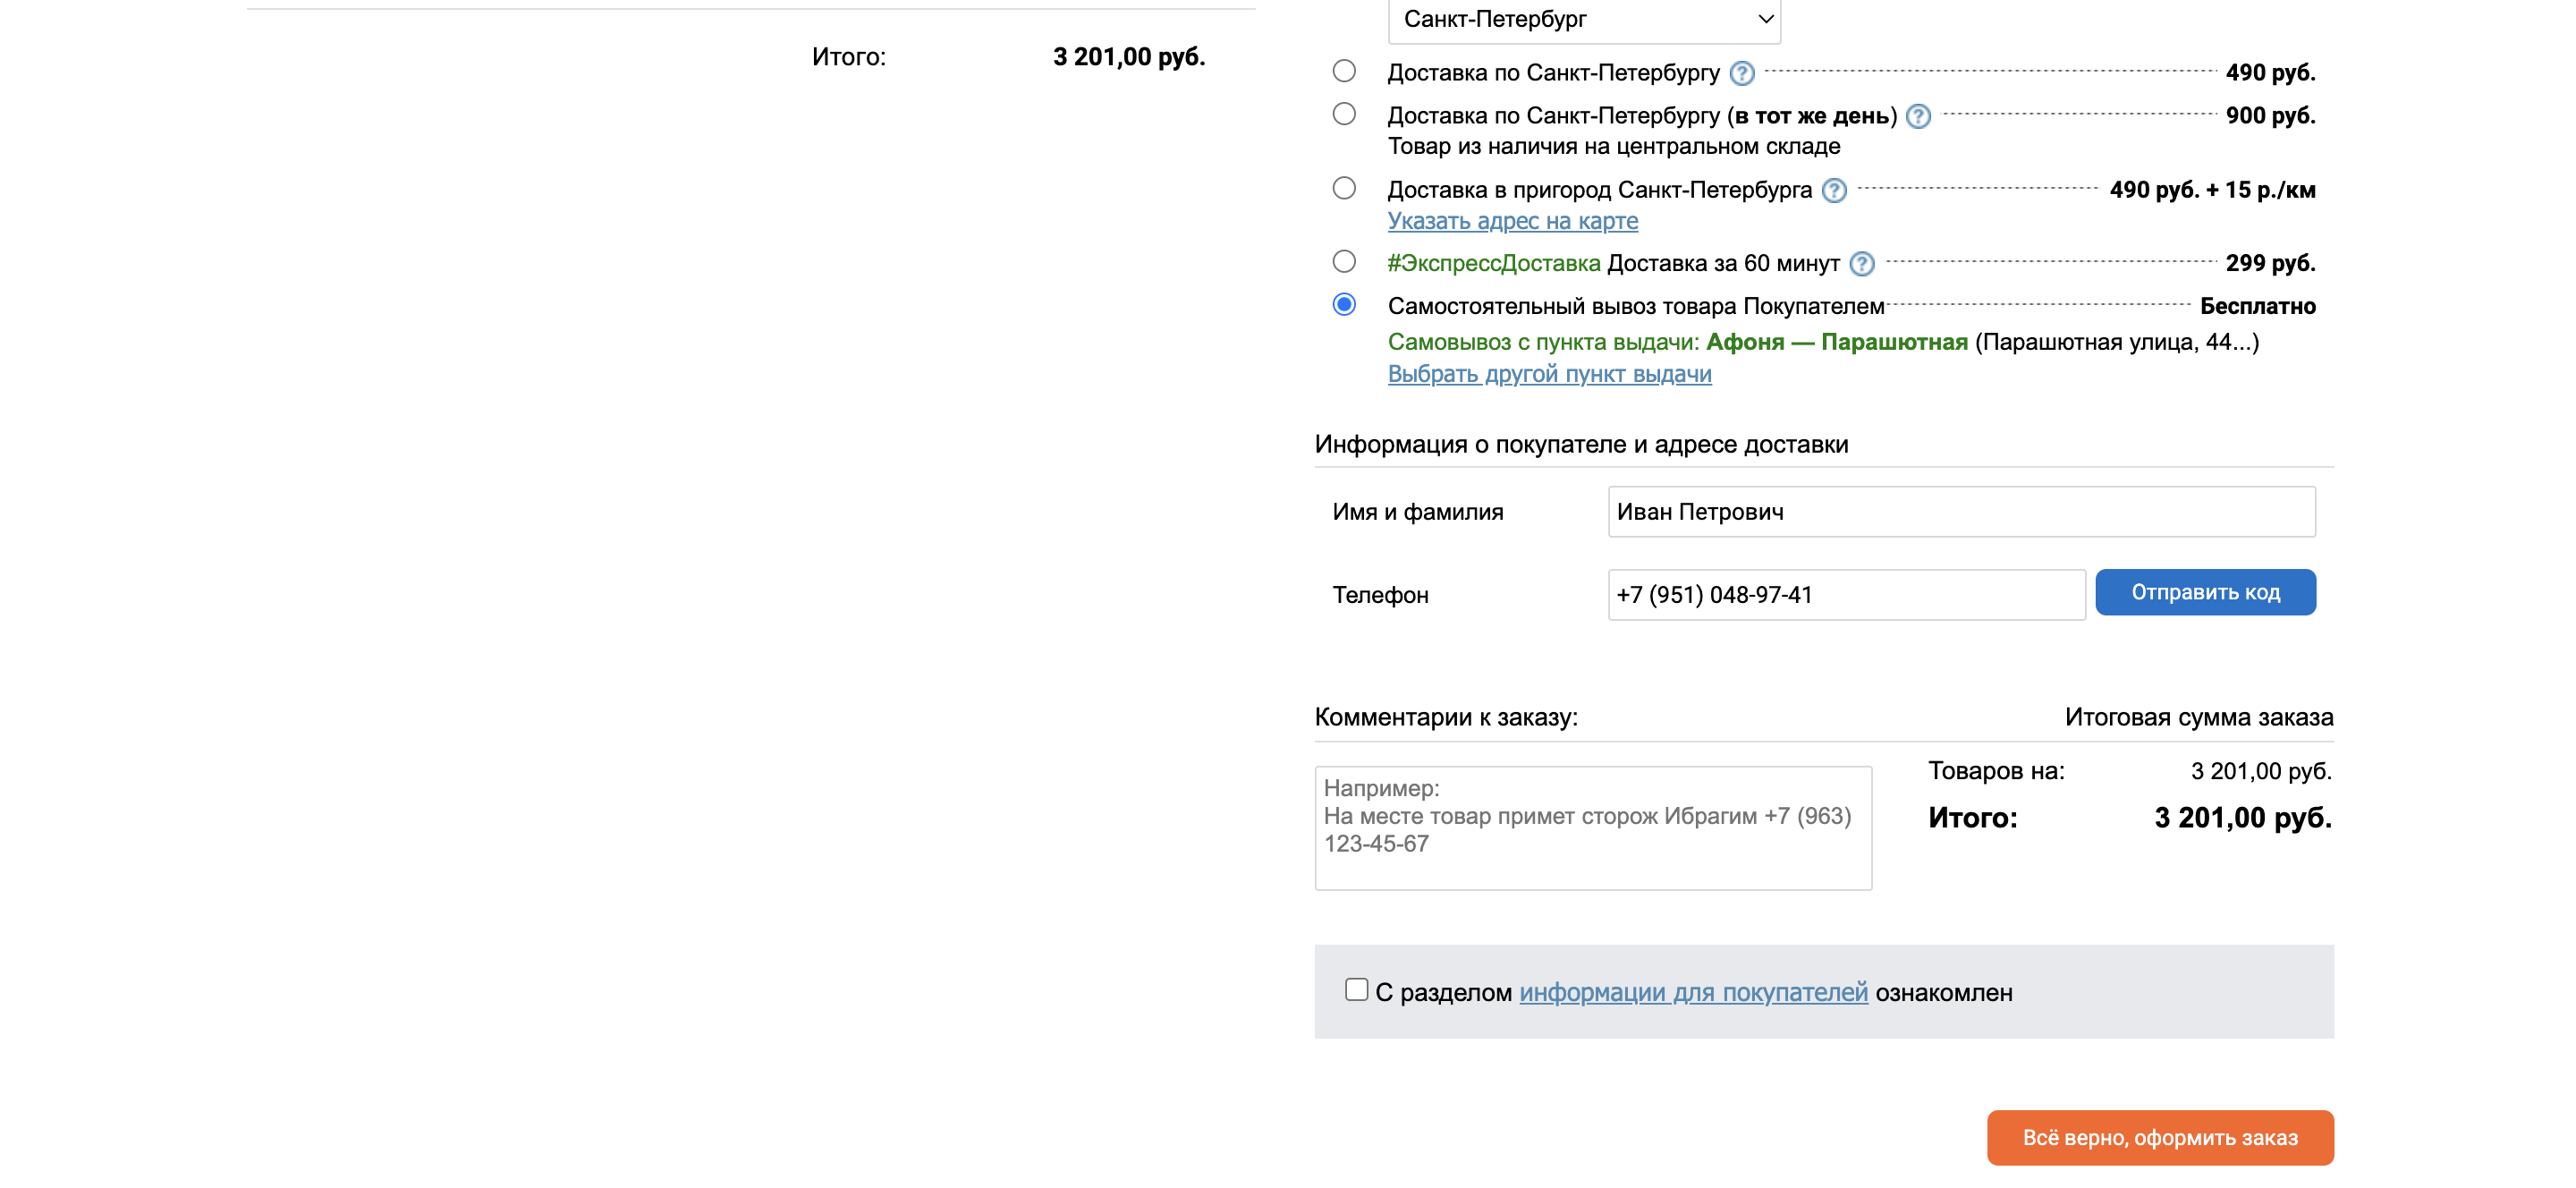 Итого: 3 201,00 руб.
Санкт-Петербург
Доставка по Санкт-Петербургу ? 490 руб.
Доставка по Санкт-Петербургу (в тот же день) ? 900 руб.
Товар из наличия на центральном складе
Доставка в пригород Санкт-Петербурга ? 490 руб. + 15 р./км
Указать адрес на карте
#ЭкспрессДоставка Доставка за 60 минут ? 299 руб.
Самостоятельный вывоз товара Покупателем Бесплатно
Самовывоз с пункта выдачи: Афоня — Парашютная (Парашютная улица, 44...)
Выбрать другой пункт выдачи
Информация о покупателе и адресе доставки
Имя и фамилия Иван Петрович
Телефон +7 (951) 048-97-41 Отправить код
Комментарии к заказу: Итоговая сумма заказа
Например:
На месте товар примет сторож Ибрагим +7 (963)
123-45-67
Товаров на: 3 201,00 руб.
Итого: 3 201,00 руб.
С разделом информации для покупателей ознакомлен
Всё верно, оформить заказ